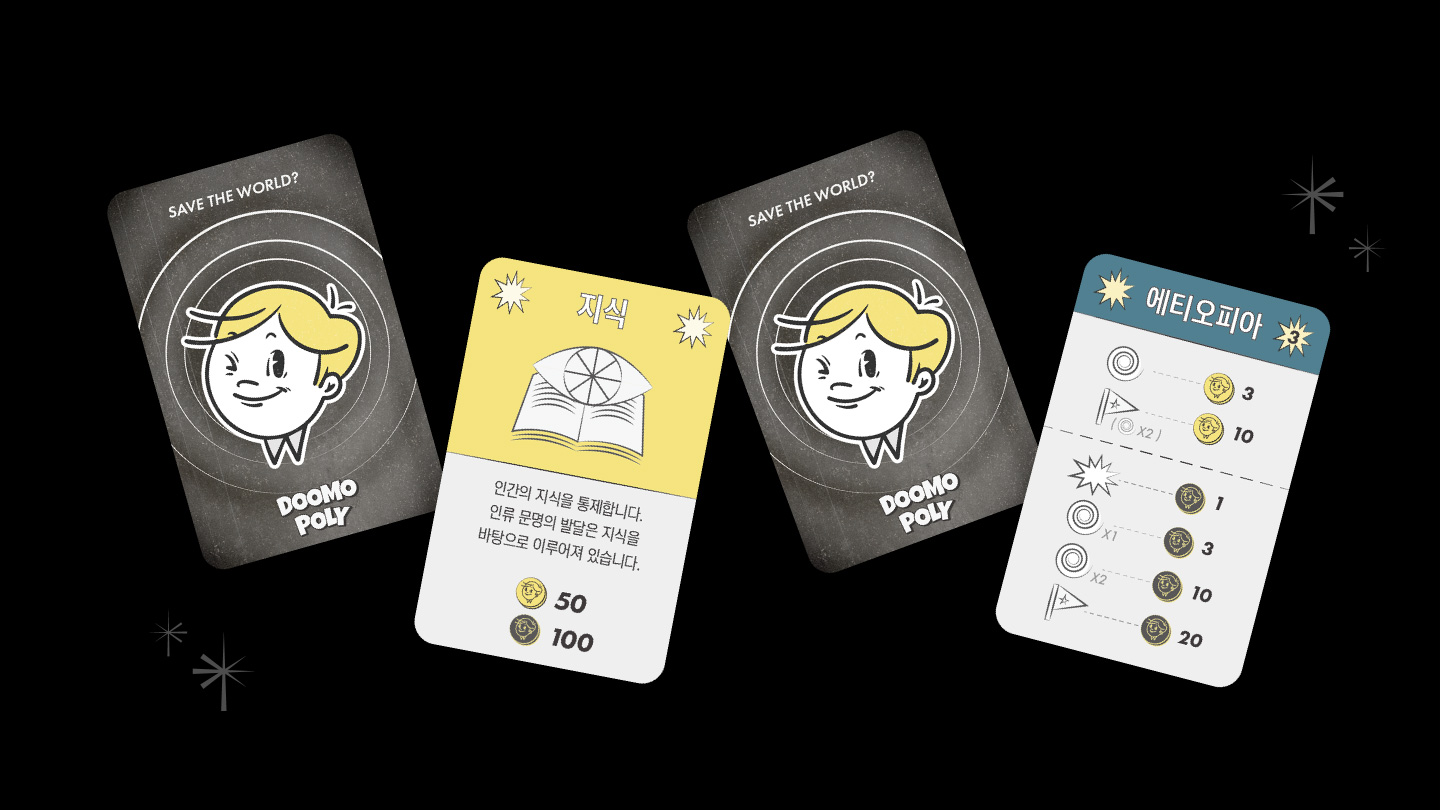 SAVE THE WORLD?
DOOMO
POLY
지식
인간의 지식을 통제합니다.
인류 문명의 발달은 지식을
바탕으로 이루어져 있습니다.
50
100
SAVE THE WORLD?
DOOMO
POLY
에티오피아
3
3
( X2 )
10
1
X1
3
X2
10
20